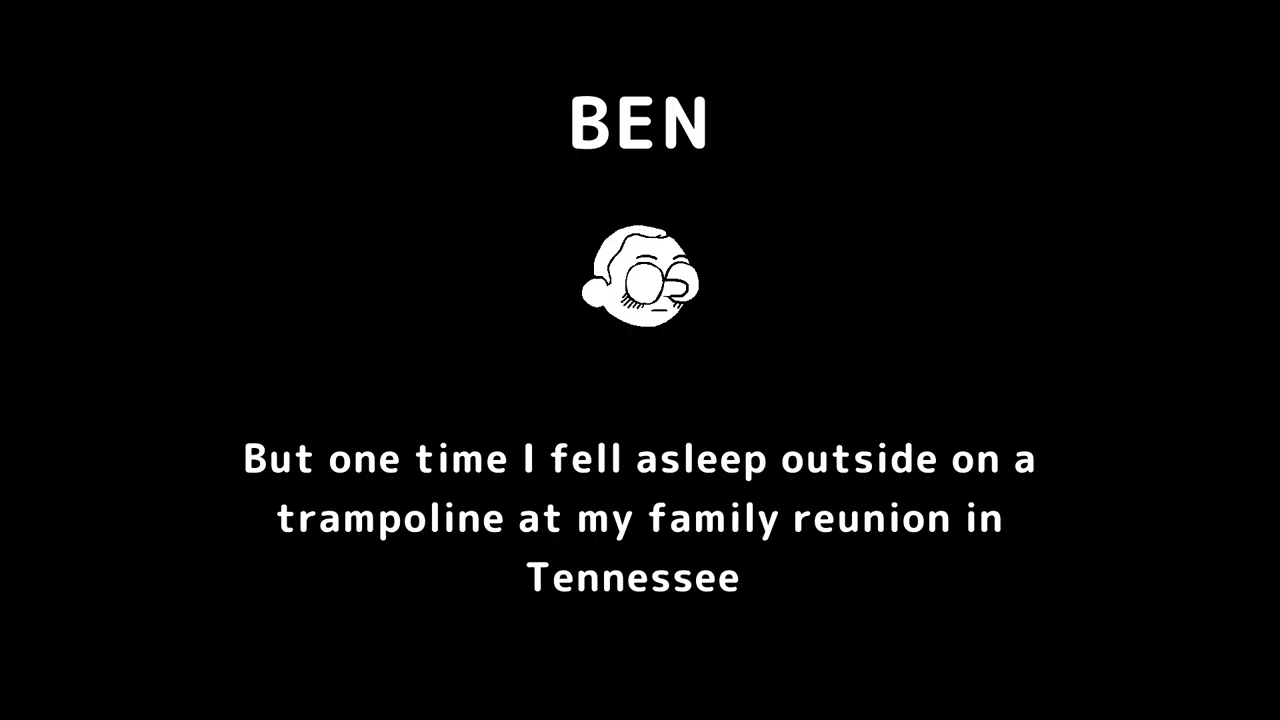 BEN
But one time I fell asleep outside on a
trampoline at my family reunion in
Tennessee